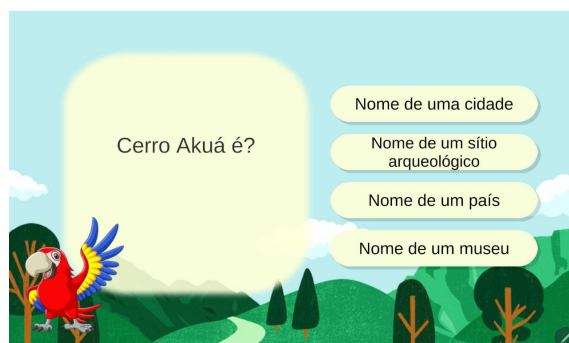 Cerro Akuá é?
Nome de uma cidade
Nome de um sítio
arqueológico
Nome de um país
Nome de um museu